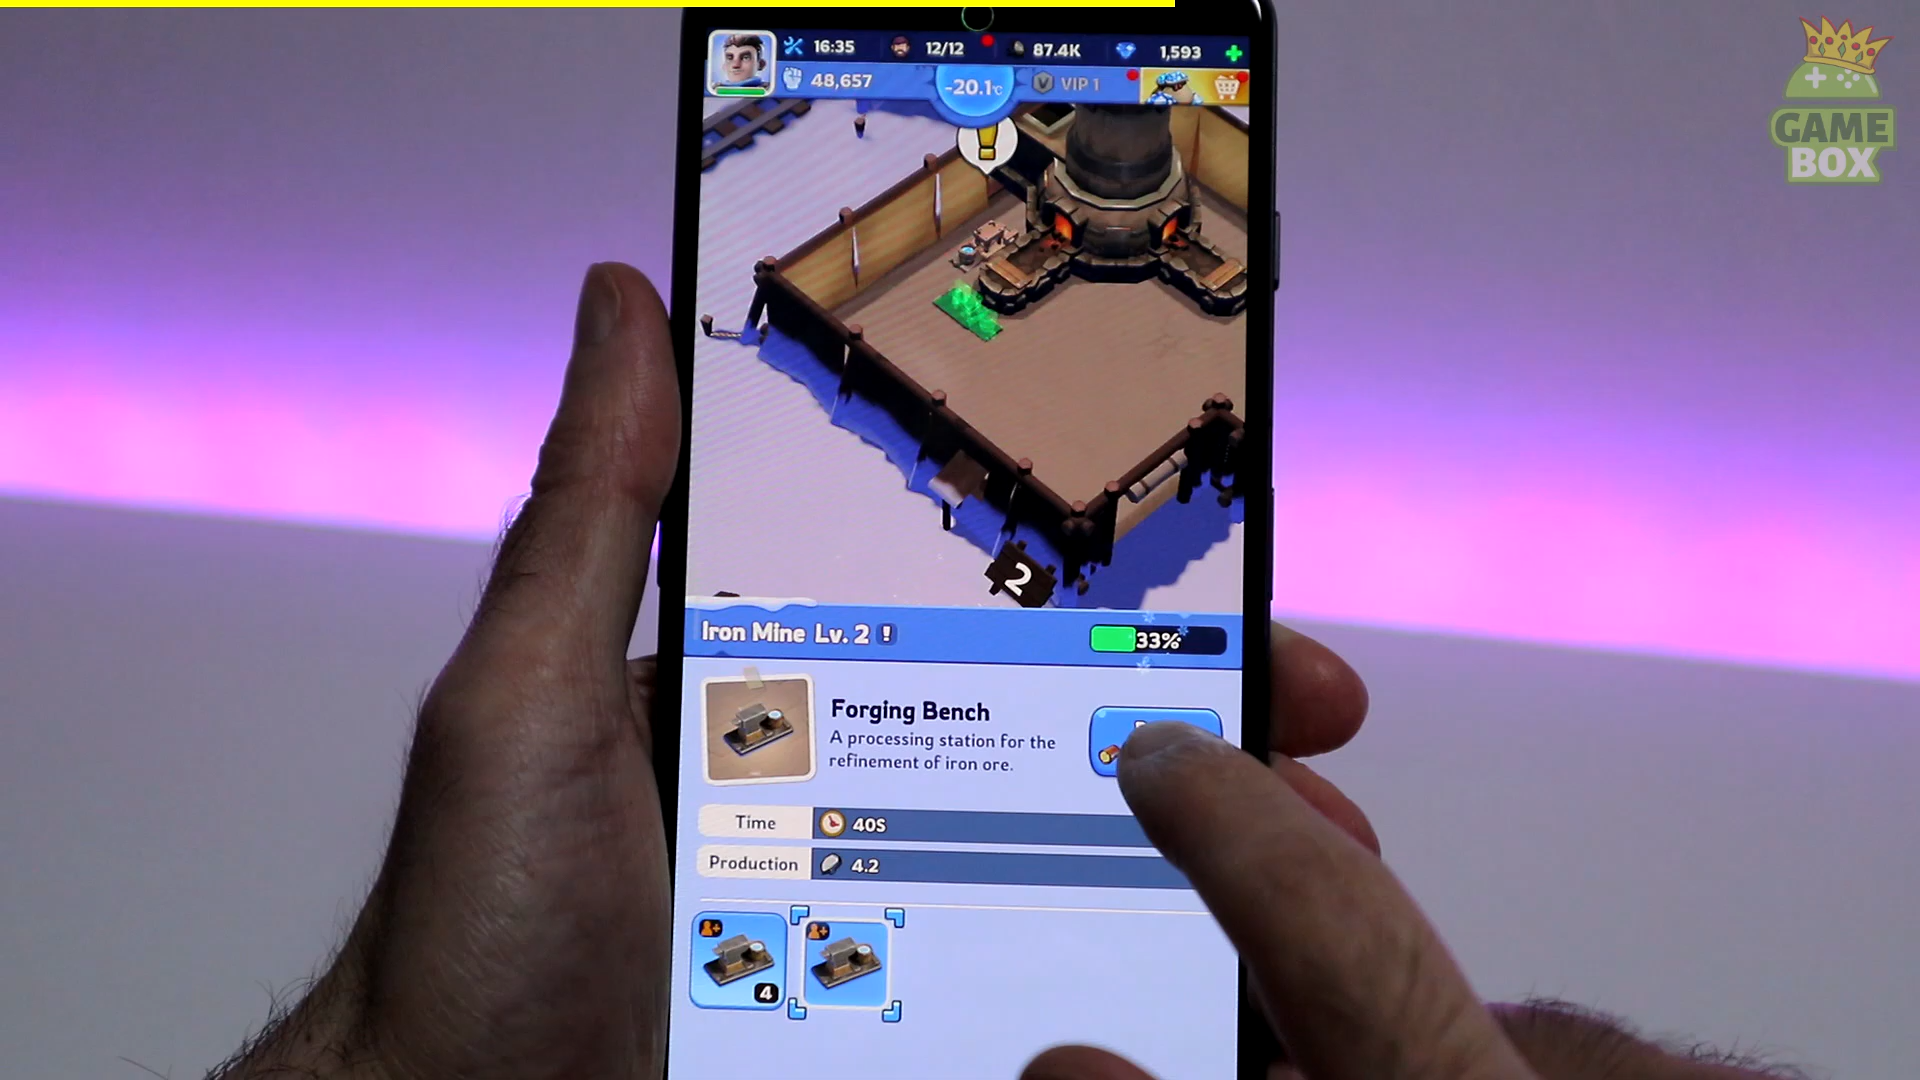 16:35 12/12 87.4K 1,593
48,657 -20.1℃ V VIP 1
GAME
BOX
2
Iron Mine Lv. 2 !
33%
Forging Bench
A processing station for the
refinement of iron ore.
Time 40S
Production 4.2
4